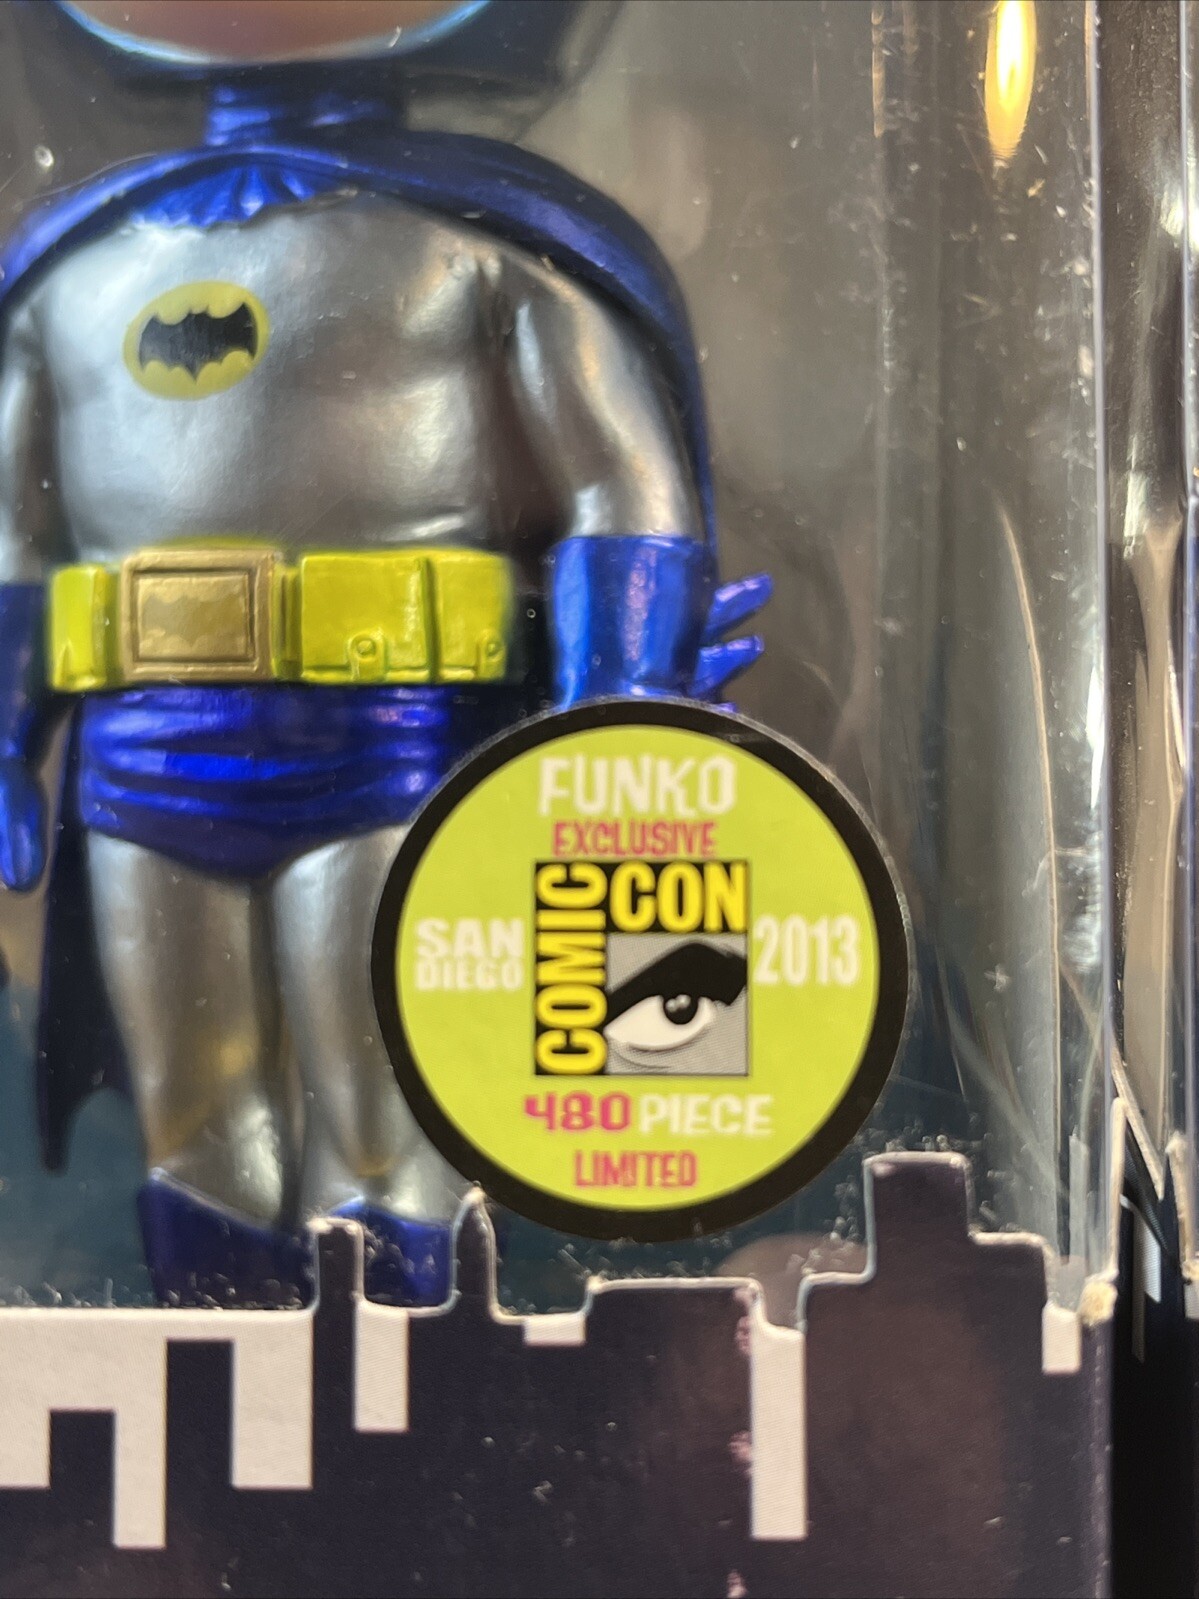 FUNKO
EXCLUSIVE
COMIC CON
SAN DIEGO
2013
480 PIECE
LIMITED